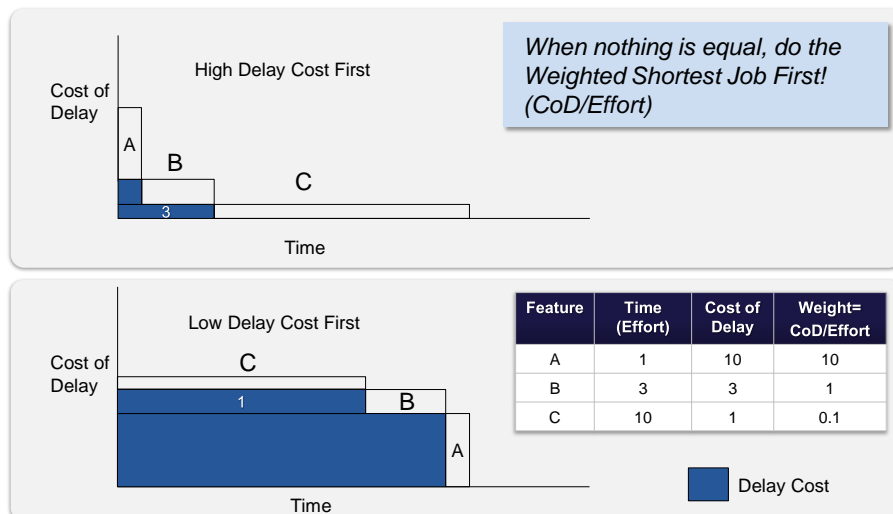 High Delay Cost First
Cost of
Delay
A
B
C
3
Time
When nothing is equal, do the
Weighted Shortest Job First!
(CoD/Effort)
Low Delay Cost First
Cost of
Delay
C
1
B
A
Time
Feature Time (Effort) Cost of Delay Weight= CoD/Effort
A 1 10 10
B 3 3 1
C 10 1 0.1
Delay Cost